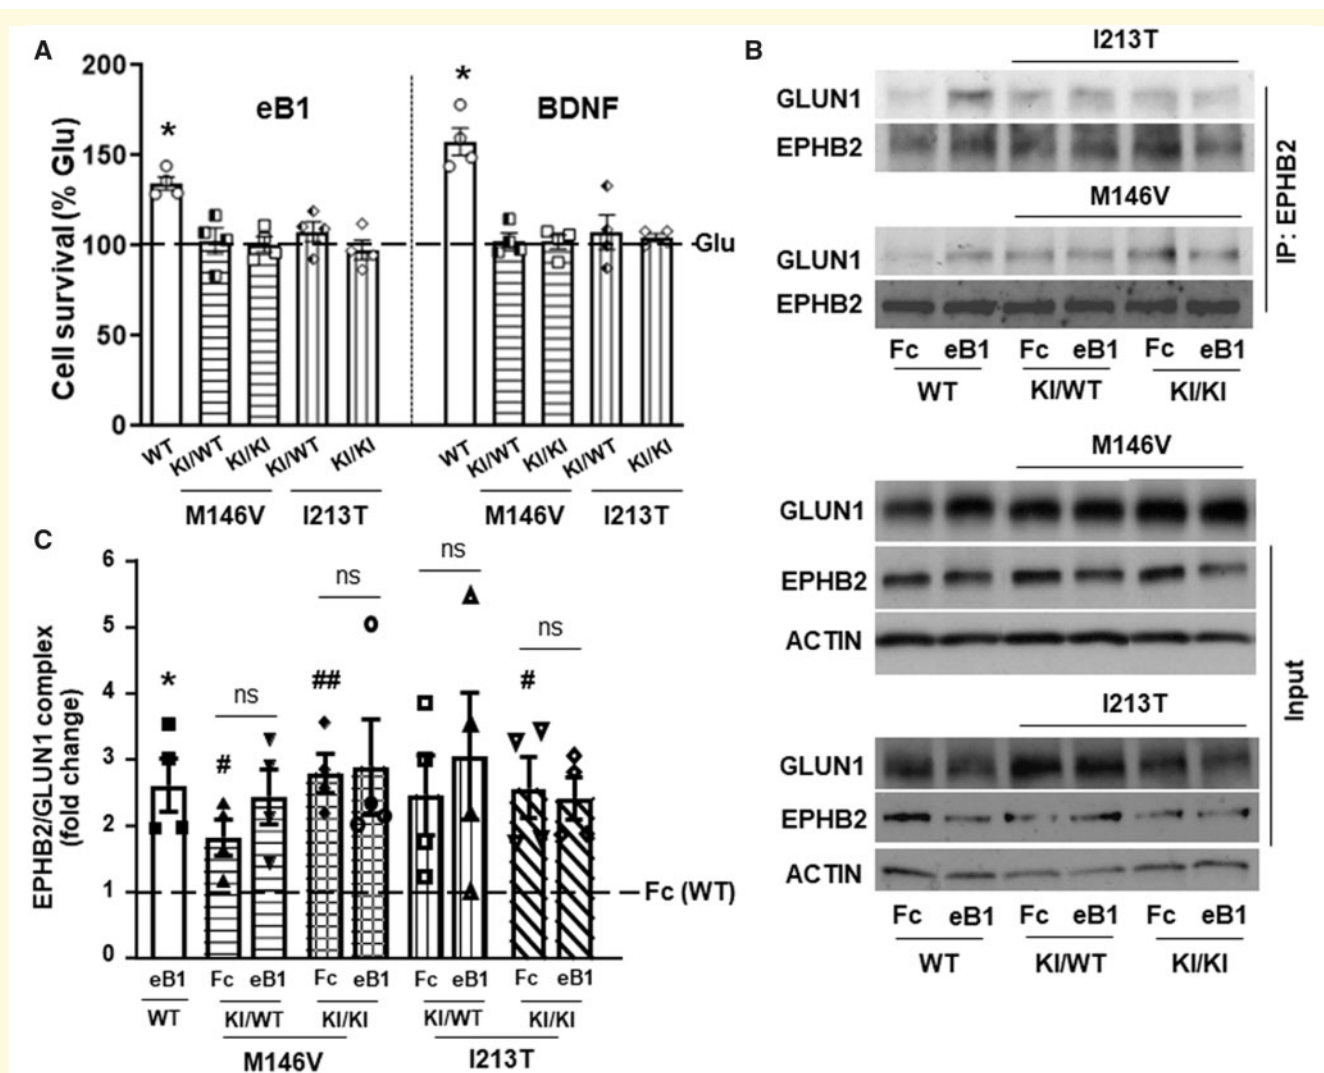 A
200
150
100
50
0
Cell survival (% Glu)
*
eB1
*
BDNF
Glu
WT
KI/WT
KI/KI
KI/WT
KI/KI
WT
KI/WT
KI/KI
KI/WT
KI/KI
M146V
I213T
M146V
I213T
B
I213T
GLUN1
EPHB2
M146V
GLUN1
EPHB2
IP: EPHB2
Fc eB1 Fc eB1 Fc eB1
WT KI/WT KI/KI
M146V
GLUN1
EPHB2
ACTIN
I213T
GLUN1
EPHB2
ACTIN
Input
Fc eB1 Fc eB1 Fc eB1
WT KI/WT KI/KI
C
6
5
4
3
2
1
0
EPHB2/GLUN1 complex
(fold change)
*
ns
#
ns
##
ns
ns
#
Fc (WT)
eB1 Fc eB1 Fc eB1 Fc eB1 Fc eB1
WT KI/WT KI/KI KI/WT KI/KI
M146V I213T